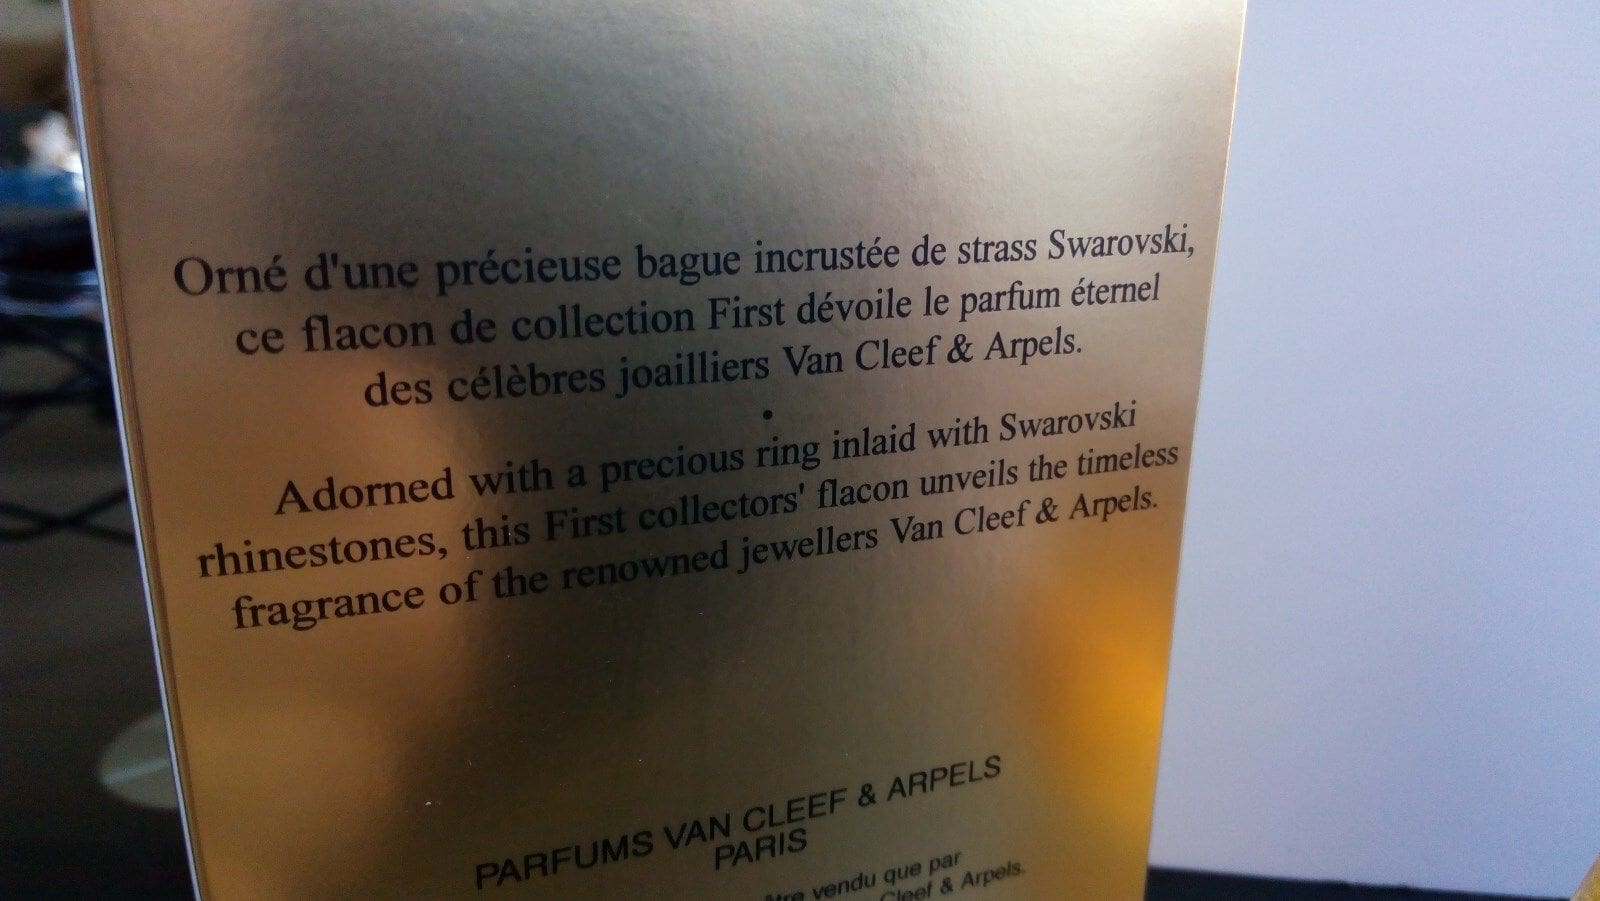 Orné d'une précieuse bague incrustée de strass Swarovski,
ce flacon de collection First dévoile le parfum éternel
des célèbres joailliers Van Cleef & Arpels.
•
Adorned with a precious ring inlaid with Swarovski
rhinestones, this First collectors' flacon unveils the timeless
fragrance of the renowned jewellers Van Cleef & Arpels.
PARFUMS VAN CLEEF & ARPELS
PARIS
vendu que par
Cleef & Arpels.